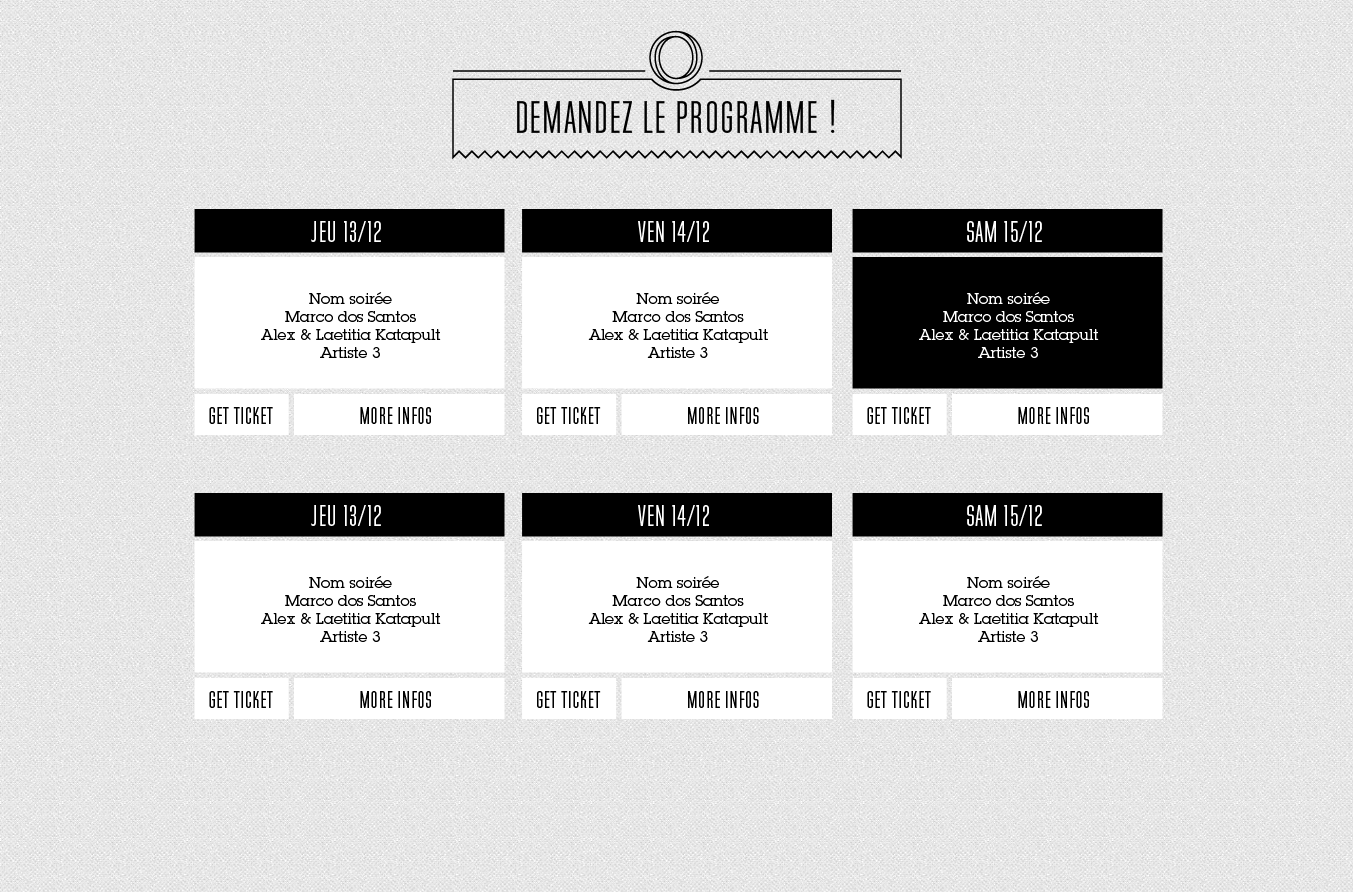 DEMANDEZ LE PROGRAMME !
JEU 13/12
Nom soirée
Marco dos Santos
Alex & Laetitia Katapult
Artiste 3
GET TICKET
MORE INFOS
VEN 14/12
Nom soirée
Marco dos Santos
Alex & Laetitia Katapult
Artiste 3
GET TICKET
MORE INFOS
SAM 15/12
Nom soirée
Marco dos Santos
Alex & Laetitia Katapult
Artiste 3
GET TICKET
MORE INFOS
JEU 13/12
Nom soirée
Marco dos Santos
Alex & Laetitia Katapult
Artiste 3
GET TICKET
MORE INFOS
VEN 14/12
Nom soirée
Marco dos Santos
Alex & Laetitia Katapult
Artiste 3
GET TICKET
MORE INFOS
SAM 15/12
Nom soirée
Marco dos Santos
Alex & Laetitia Katapult
Artiste 3
GET TICKET
MORE INFOS